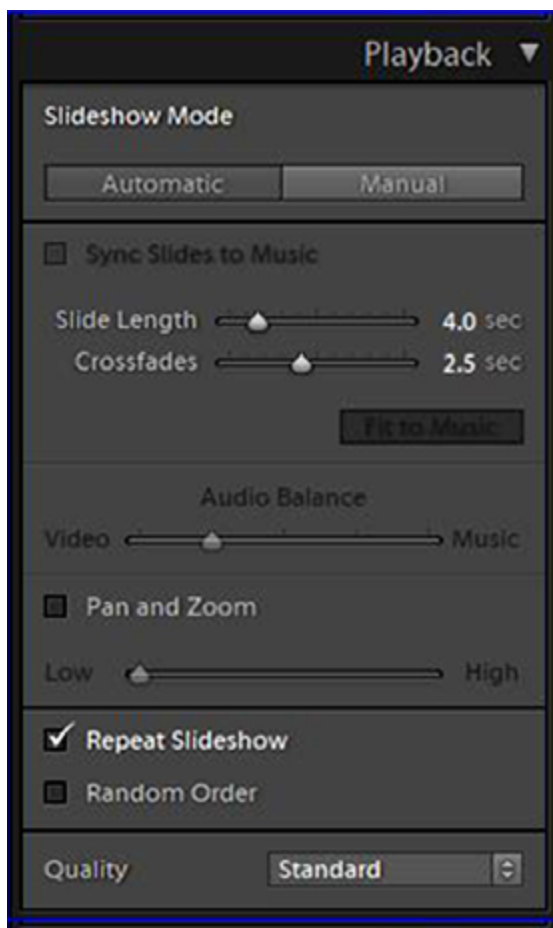 Playback
Slideshow Mode
Automatic Manual
Sync Slides to Music
Slide Length 4.0 sec
Crossfades 2.5 sec
Fit to Music
Audio Balance
Video Music
Pan and Zoom
Low High
Repeat Slideshow
Random Order
Quality Standard